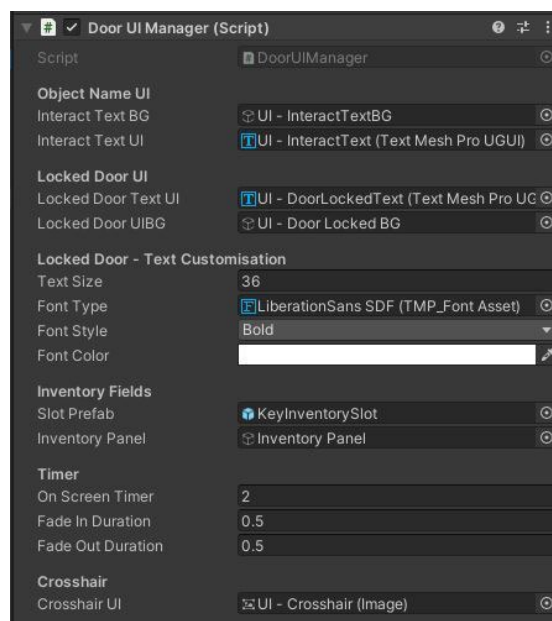 Door UI Manager (Script)
Script DoorUIManager
Object Name UI
Interact Text BG UI - InteractTextBG
Interact Text UI UI - InteractText (Text Mesh Pro UGUI)
Locked Door UI
Locked Door Text UI UI - DoorLockedText (Text Mesh Pro UG
Locked Door UIBG UI - Door Locked BG
Locked Door - Text Customisation
Text Size 36
Font Type LiberationSans SDF (TMP_Font Asset)
Font Style Bold
Font Color
Inventory Fields
Slot Prefab KeyInventorySlot
Inventory Panel Inventory Panel
Timer
On Screen Timer 2
Fade In Duration 0.5
Fade Out Duration 0.5
Crosshair
Crosshair UI UI - Crosshair (Image)